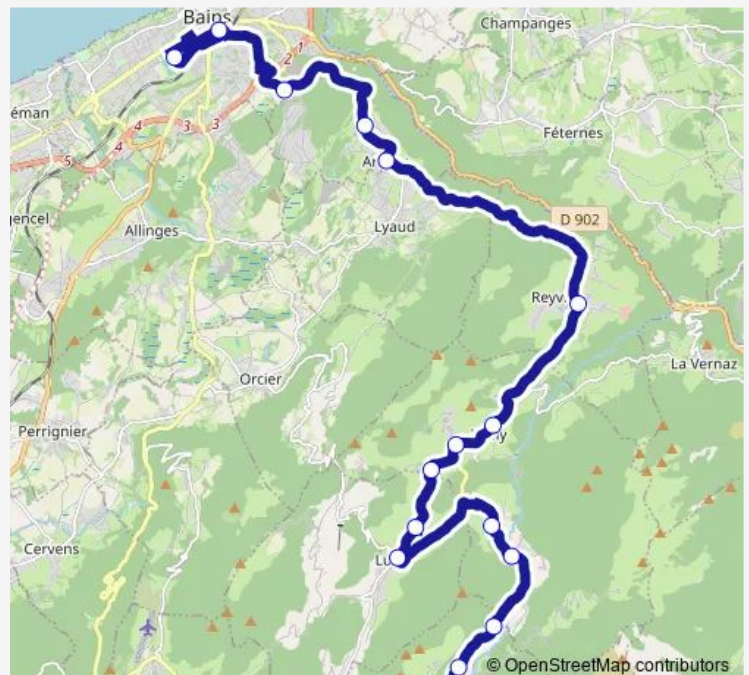 Bains
Champanges
2
1
éman
4
3
3
4
5
Féternes
gencel
Allinges
Lyaud
D 902
Orcier
La Vernaz
Perrignier
Cervens
© OpenStreetMap contributors